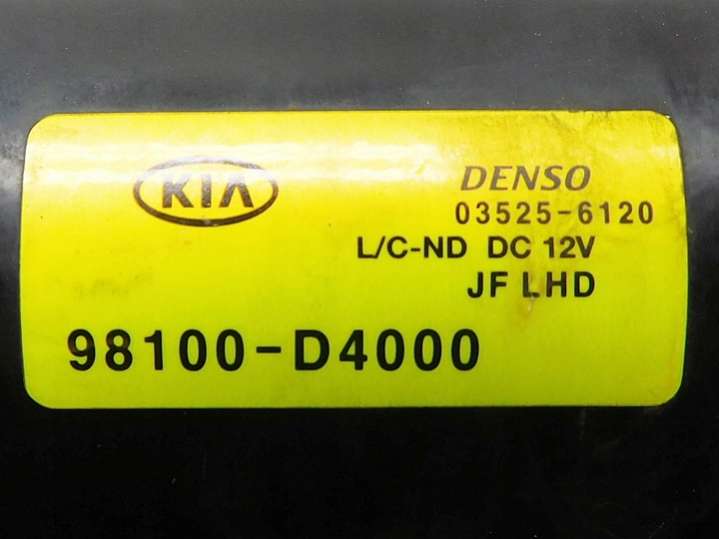 KIA
DENSO
03525-6120
L/C-ND DC 12V
JF LHD
98100-D4000